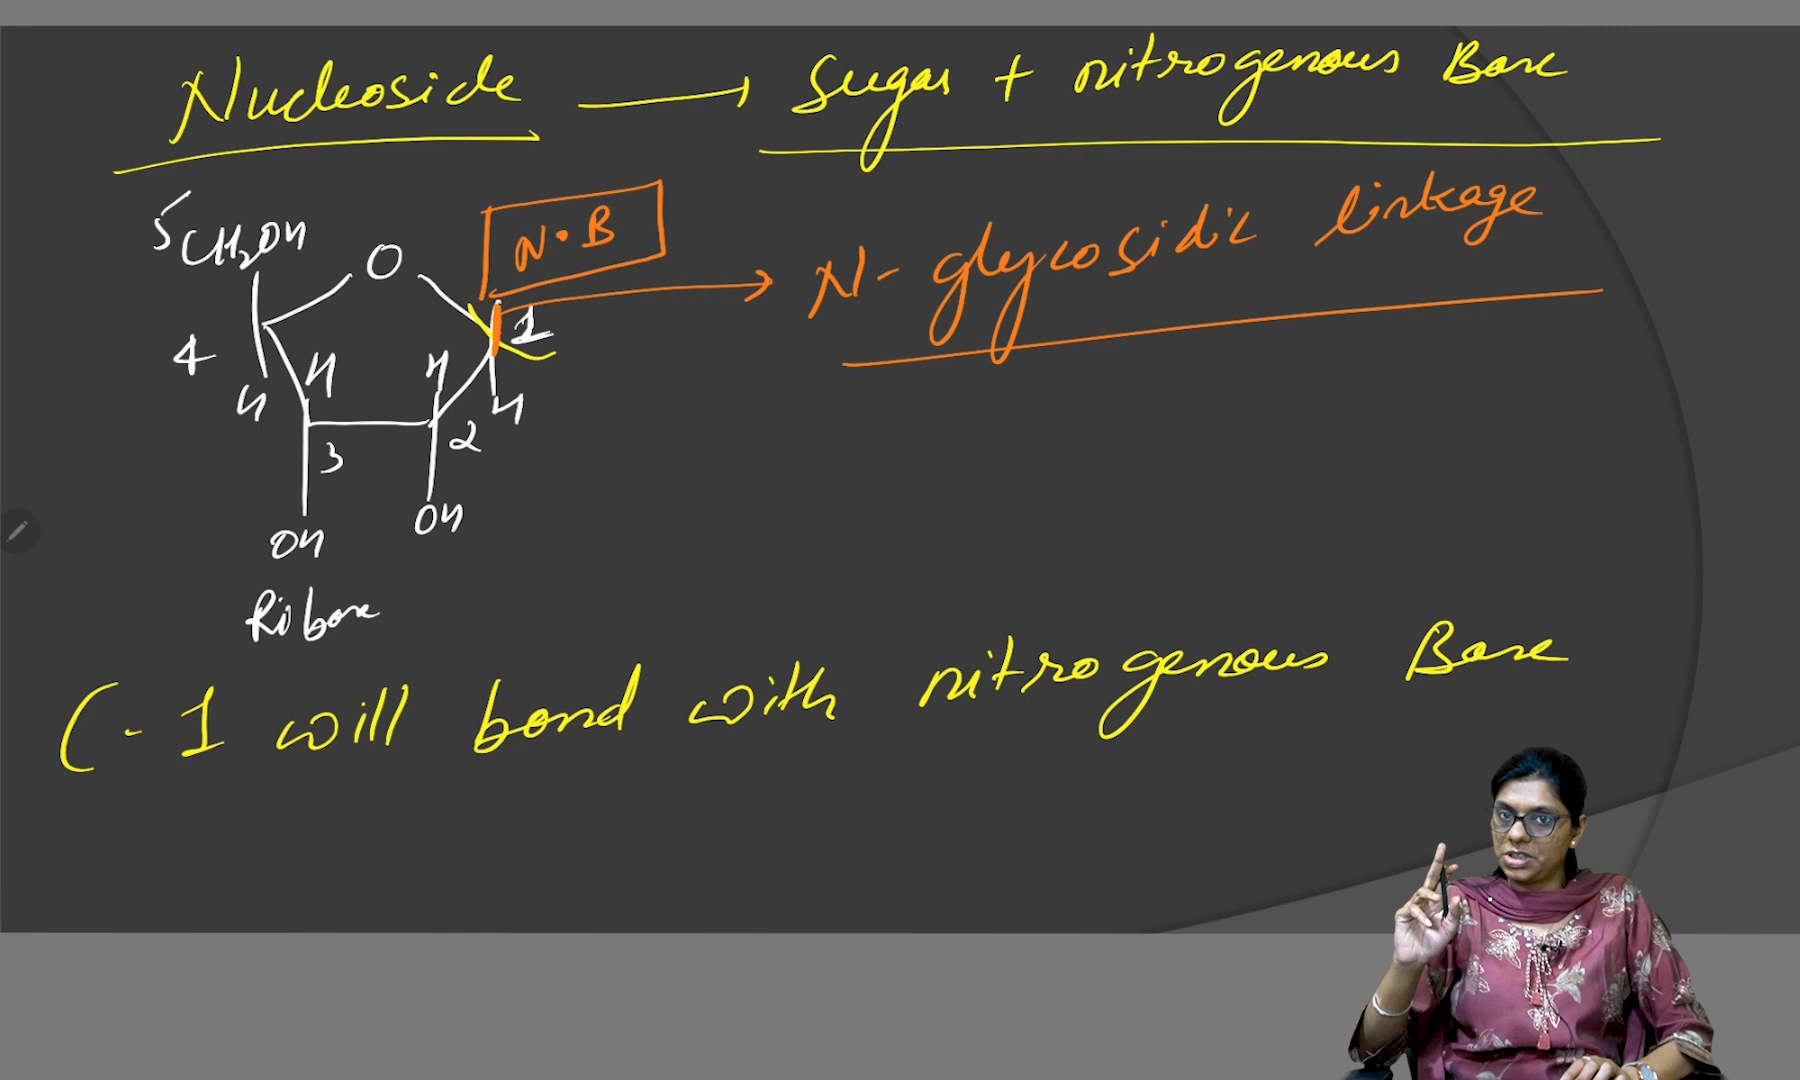 Nucleoside → Sugar + nitrogenous Base
N·B
N- glycosidic linkage
5 CH₂OH
O
1
4
H
H
H
H
3
2
OH
OH
Ribose
C-1 will bond with nitrogenous Base